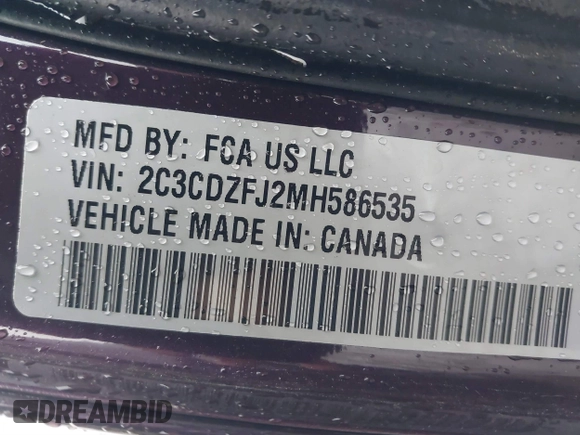 MFD BY: FCA US LLC
VIN: 2C3CDZFJ2MH586535
VEHICLE MADE IN: CANADA
DREAMBID